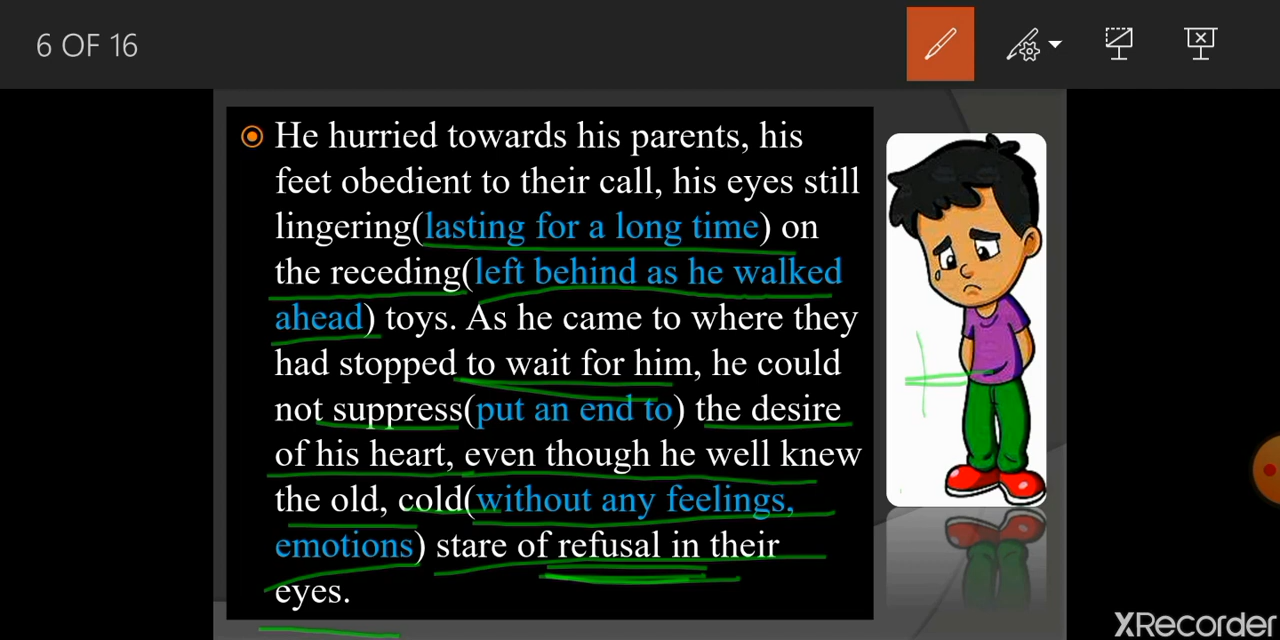 6 OF 16
He hurried towards his parents, his
feet obedient to their call, his eyes still
lingering(lasting for a long time) on
the receding(left behind as he walked
ahead) toys. As he came to where they
had stopped to wait for him, he could
not suppress(put an end to) the desire
of his heart, even though he well knew
the old, cold(without any feelings,
emotions) stare of refusal in their
eyes.
XRecorder